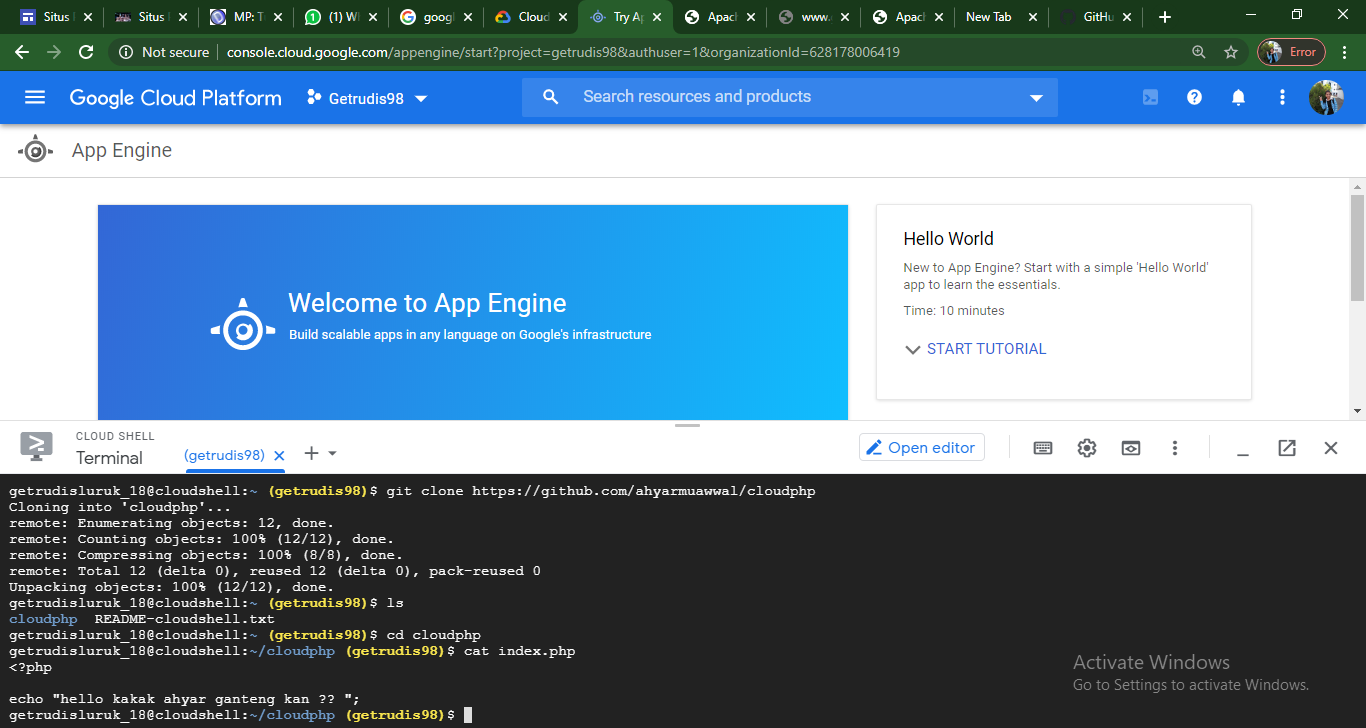 Situs
Situs
MP: T
(1) W
googl
Cloud
Try A
Apac
www.
Apac
New Tab
GitHu
Not secure
console.cloud.google.com/appengine/start?project=getrudis98&authuser=1&organizationId=628178006419
Error
Google Cloud Platform
Getrudis98
Search resources and products
App Engine
Welcome to App Engine
Build scalable apps in any language on Google's infrastructure
Hello World
New to App Engine? Start with a simple 'Hello World'
app to learn the essentials.
Time: 10 minutes
START TUTORIAL
CLOUD SHELL
Terminal
(getrudis98)
Open editor
getrudisluruk_18@cloudshell:~ (getrudis98)$ git clone https://github.com/ahyarmuawwal/cloudphp
Cloning into 'cloudphp'...
remote: Enumerating objects: 12, done.
remote: Counting objects: 100% (12/12), done.
remote: Compressing objects: 100% (8/8), done.
remote: Total 12 (delta 0), reused 12 (delta 0), pack-reused 0
Unpacking objects: 100% (12/12), done.
getrudisluruk_18@cloudshell:~ (getrudis98)$ ls
cloudphp  README-cloudshell.txt
getrudisluruk_18@cloudshell:~ (getrudis98)$ cd cloudphp
getrudisluruk_18@cloudshell:~/cloudphp (getrudis98)$ cat index.php
<?php
echo "hello kakak ahyar ganteng kan ?? ";
getrudisluruk_18@cloudshell:~/cloudphp (getrudis98)$
Activate Windows
Go to Settings to activate Windows.